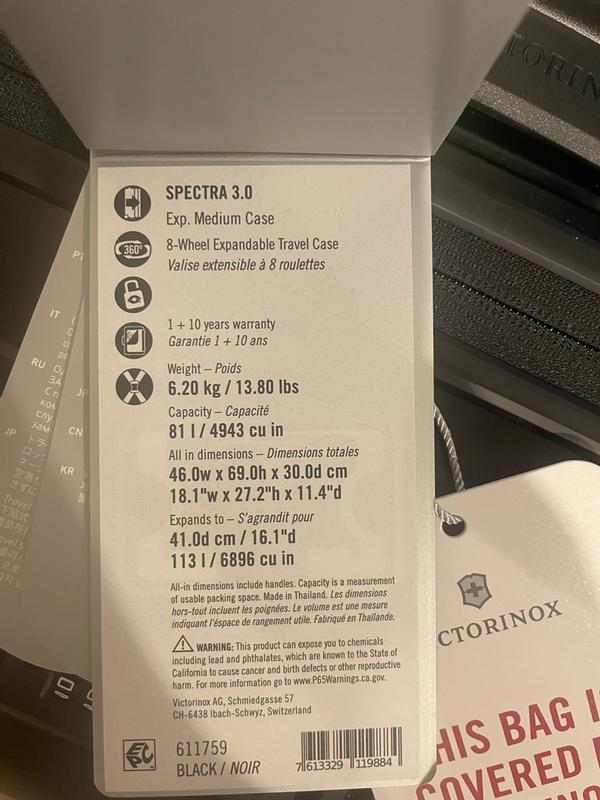 TORIN
360°
SPECTRA 3.0
Exp. Medium Case
8-Wheel Expandable Travel Case
Valise extensible à 8 roulettes
1 + 10 years warranty
Garantie 1 + 10 ans
Weight – Poids
6.20 kg / 13.80 lbs
Capacity – Capacité
81 l / 4943 cu in
All in dimensions – Dimensions totales
46.0w x 69.0h x 30.0d cm
18.1"w x 27.2"h x 11.4"d
Expands to – S'agrandit pour
41.0d cm / 16.1"d
113 l / 6896 cu in
All-in dimensions include handles. Capacity is a measurement
of usable packing space. Made in Thailand. Les dimensions
hors-tout incluent les poignées. Le volume est une mesure
indiquant l'éspace de rangement utile. Fabriqué en Thaïlande.
WARNING: This product can expose you to chemicals
including lead and phthalates, which are known to the State of
California to cause cancer and birth defects or other reproductive
harm. For more information go to www.P65Warnings.ca.gov.
Victorinox AG, Schmiedgasse 57
CH-6438 Ibach-Schwyz, Switzerland
611759
BLACK / NOIR
7 613329 119884
PT
IT
RU
JP
CN
KR
CTORINOX
HIS BAG I
COVERED